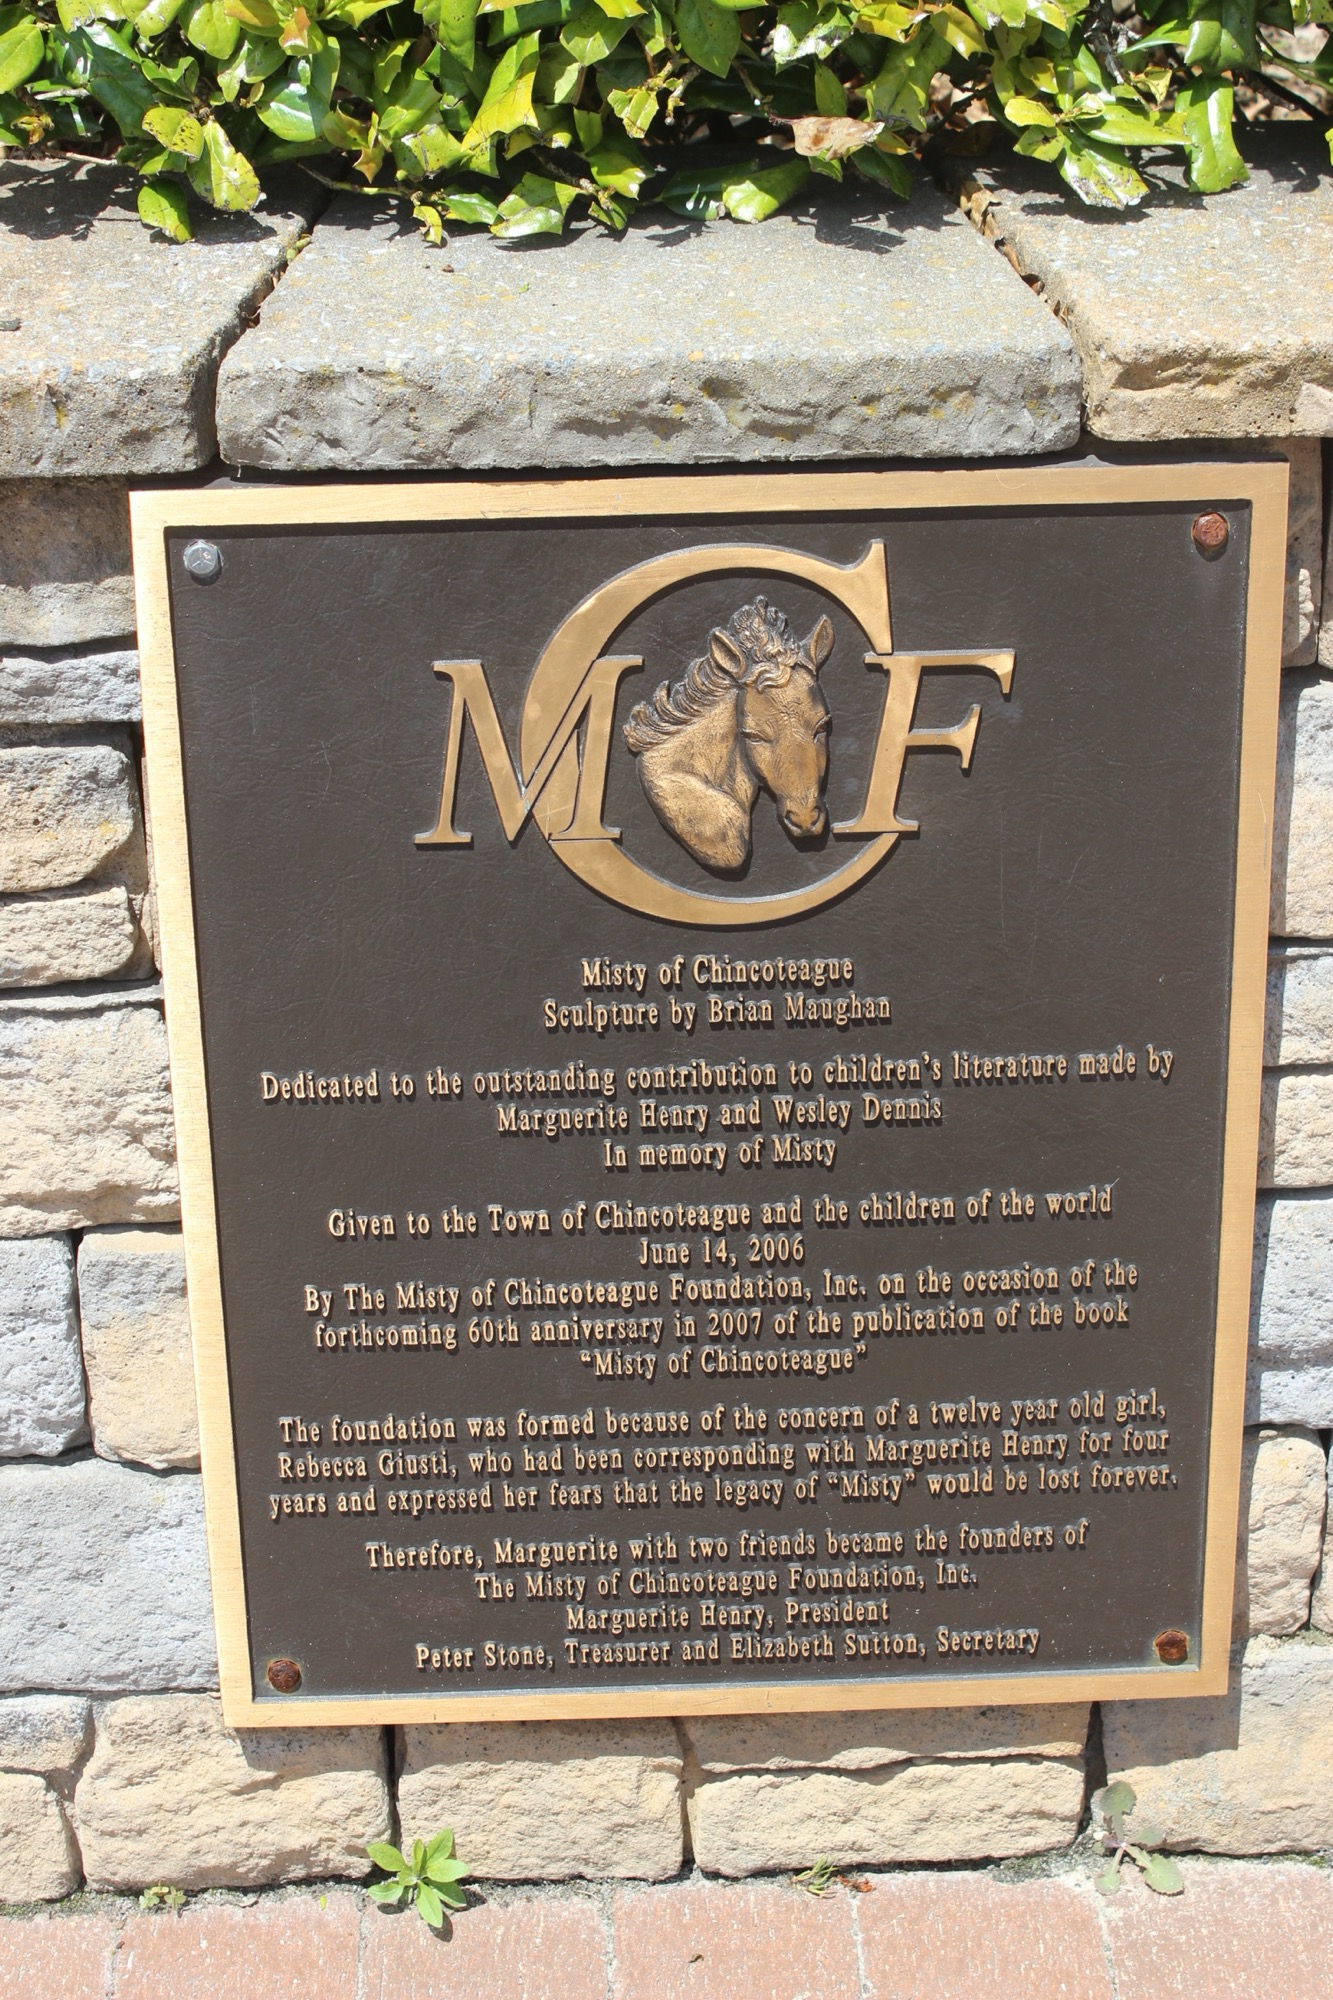 MCF
Misty of Chincoteague
Sculpture by Brian Maughan
Dedicated to the outstanding contribution to children's literature made by
Marguerite Henry and Wesley Dennis
In memory of Misty
Given to the Town of Chincoteague and the children of the world
June 14, 2006
By The Misty of Chincoteague Foundation, Inc. on the occasion of the
forthcoming 60th anniversary in 2007 of the publication of the book
“Misty of Chincoteague”
The foundation was formed because of the concern of a twelve year old girl,
Rebecca Giusti, who had been corresponding with Marguerite Henry for four
years and expressed her fears that the legacy of “Misty” would be lost forever.
Therefore, Marguerite with two friends became the founders of
The Misty of Chincoteague Foundation, Inc.
Marguerite Henry, President
Peter Stone, Treasurer and Elizabeth Sutton, Secretary